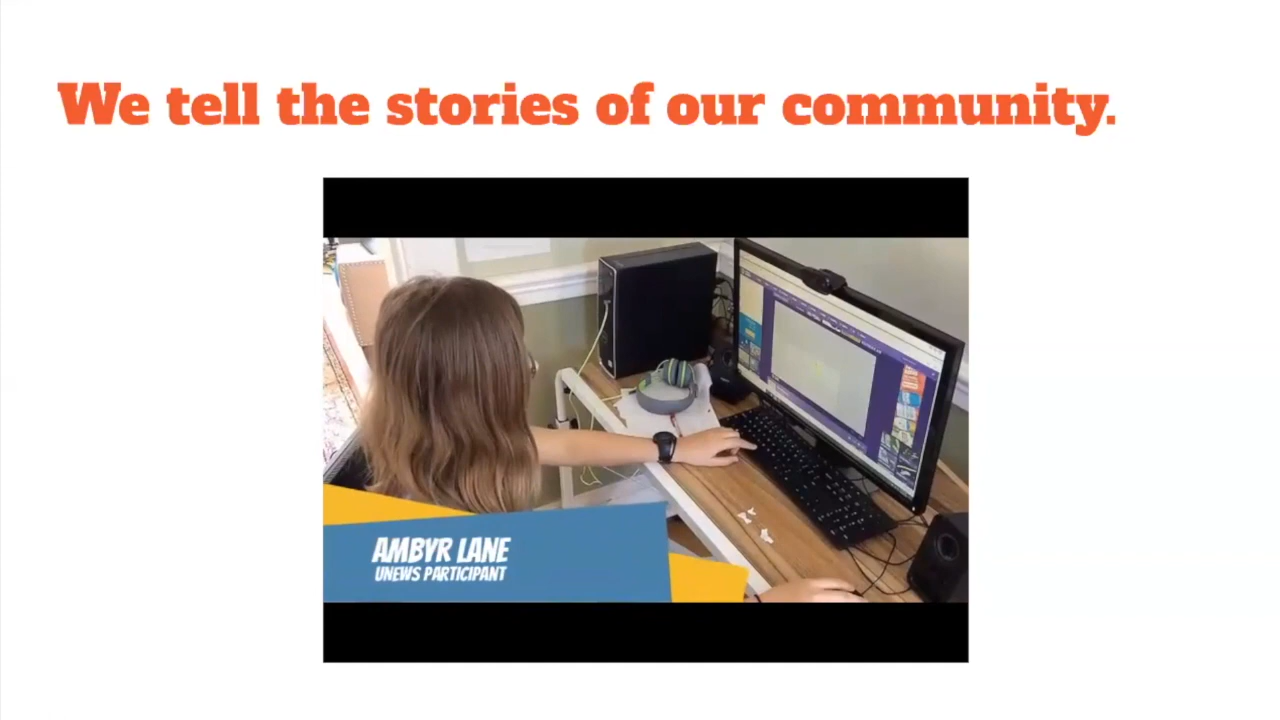 We tell the stories of our community.
AMBYR LANE
UNEWS PARTICIPANT